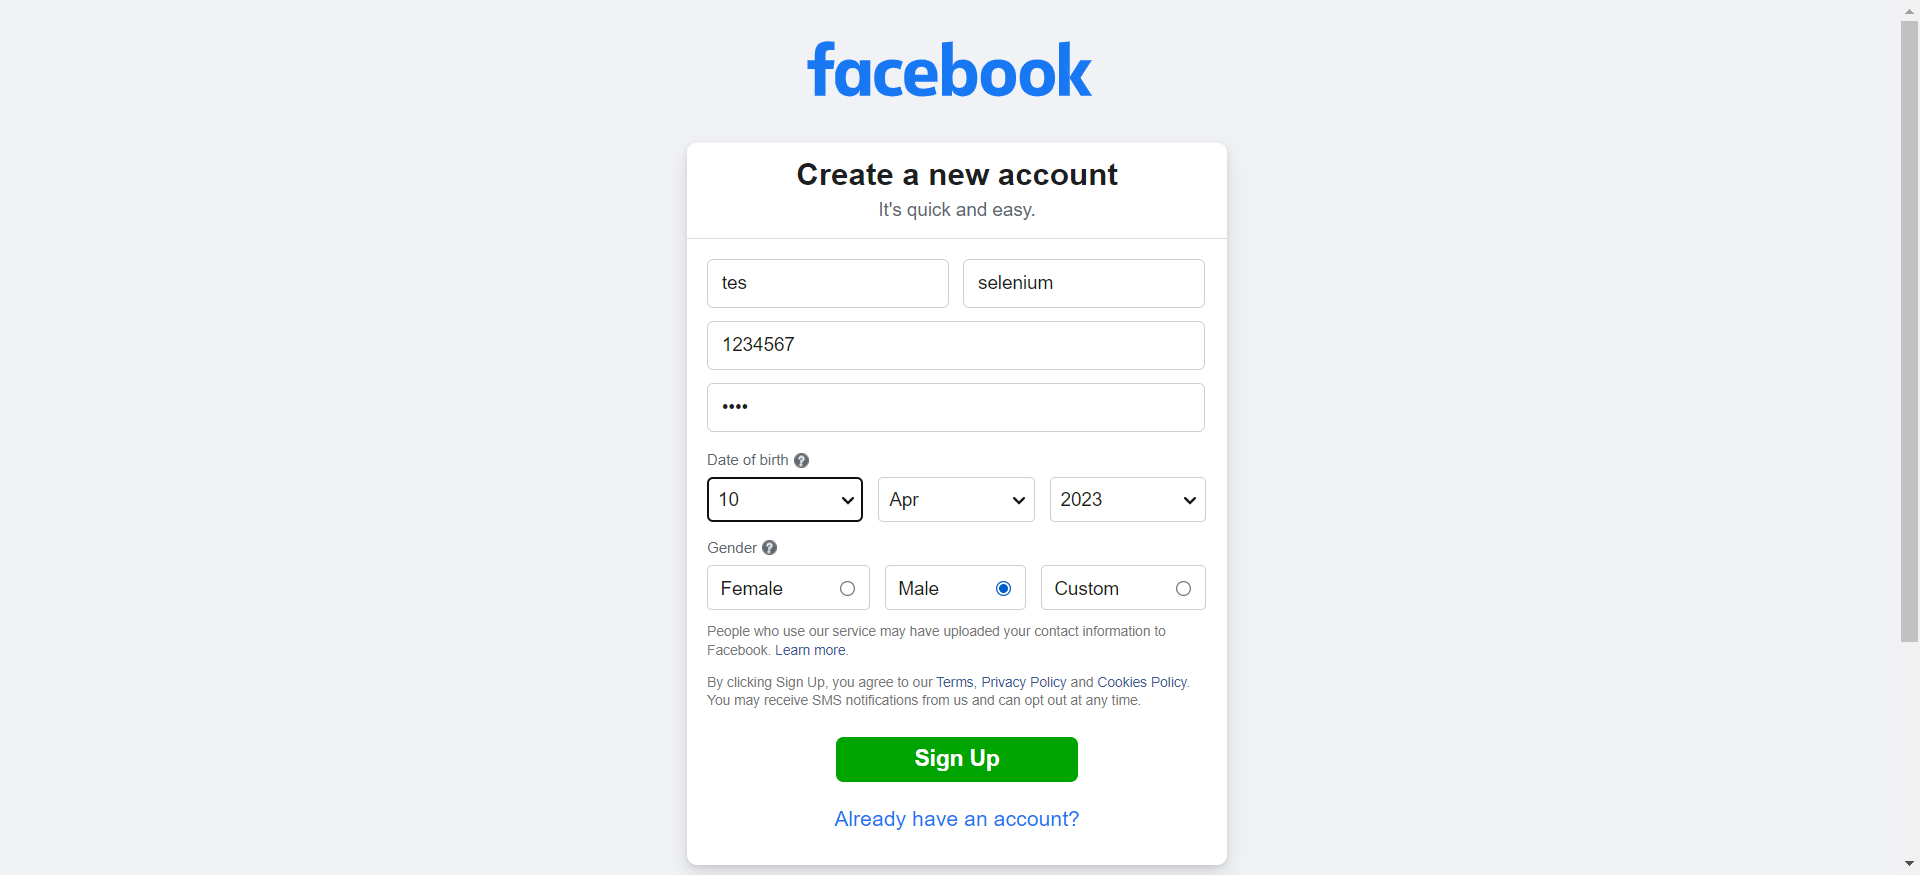 facebook
Create a new account
It's quick and easy.
tes selenium
1234567
••••
Date of birth ?
10 Apr 2023
Gender ?
Female Male Custom
People who use our service may have uploaded your contact information to
Facebook. Learn more.
By clicking Sign Up, you agree to our Terms, Privacy Policy and Cookies Policy.
You may receive SMS notifications from us and can opt out at any time.
Sign Up
Already have an account?